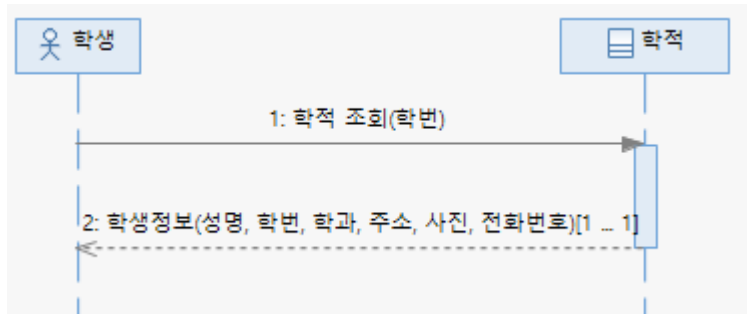 학생
학적
1: 학적 조회(학번)
2: 학생정보(성명, 학번, 학과, 주소, 사진, 전화번호)[1 ... 1]